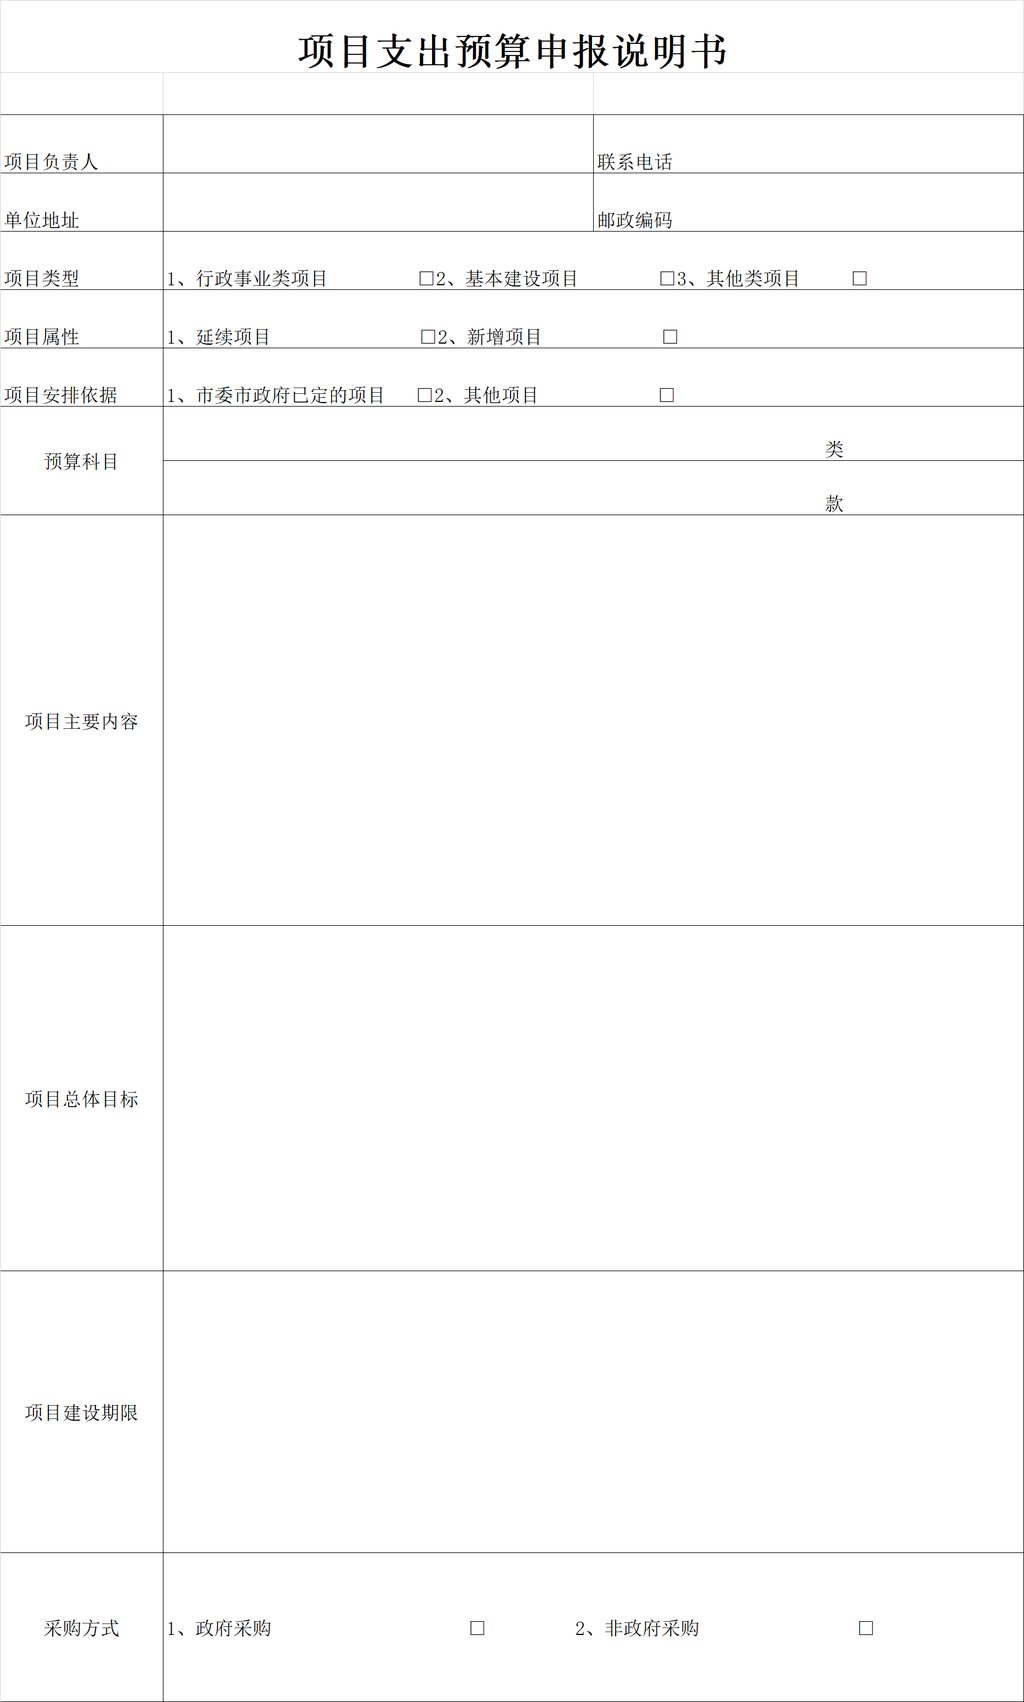 项目支出预算申报说明书
项目负责人 联系电话
单位地址 邮政编码
项目类型 1、行政事业类项目 □2、基本建设项目 □3、其他类项目 □
项目属性 1、延续项目 □2、新增项目 □
项目安排依据 1、市委市政府已定的项目 □2、其他项目 □
预算科目
类
款
项目主要内容
项目总体目标
项目建设期限
采购方式 1、政府采购 □ 2、非政府采购 □